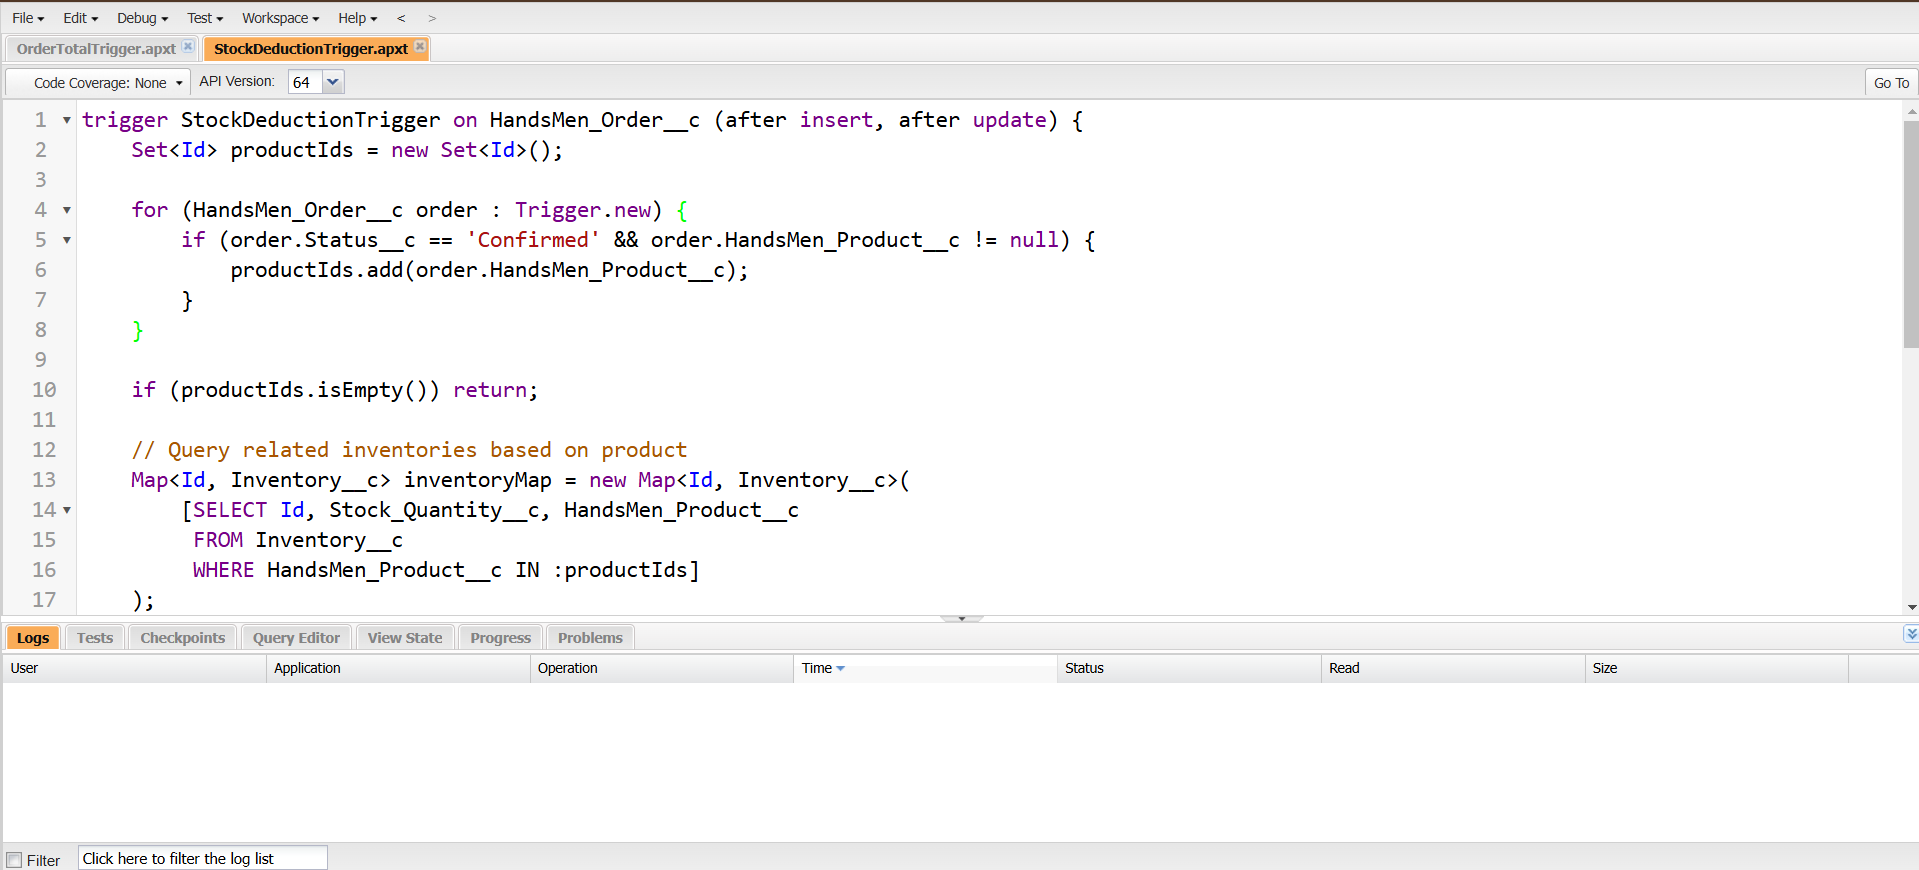 File Edit Debug Test Workspace Help < >
OrderTotalTrigger.apxt StockDeductionTrigger.apxt
Code Coverage: None API Version: 64 Go To
1 trigger StockDeductionTrigger on HandsMen_Order__c (after insert, after update) {
2     Set<Id> productIds = new Set<Id>();
3
4     for (HandsMen_Order__c order : Trigger.new) {
5         if (order.Status__c == 'Confirmed' && order.HandsMen_Product__c != null) {
6             productIds.add(order.HandsMen_Product__c);
7         }
8     }
9
10     if (productIds.isEmpty()) return;
11
12     // Query related inventories based on product
13     Map<Id, Inventory__c> inventoryMap = new Map<Id, Inventory__c>(
14         [SELECT Id, Stock_Quantity__c, HandsMen_Product__c
15          FROM Inventory__c
16          WHERE HandsMen_Product__c IN :productIds]
17     );
Logs Tests Checkpoints Query Editor View State Progress Problems
User Application Operation Time Status Read Size
Filter Click here to filter the log list